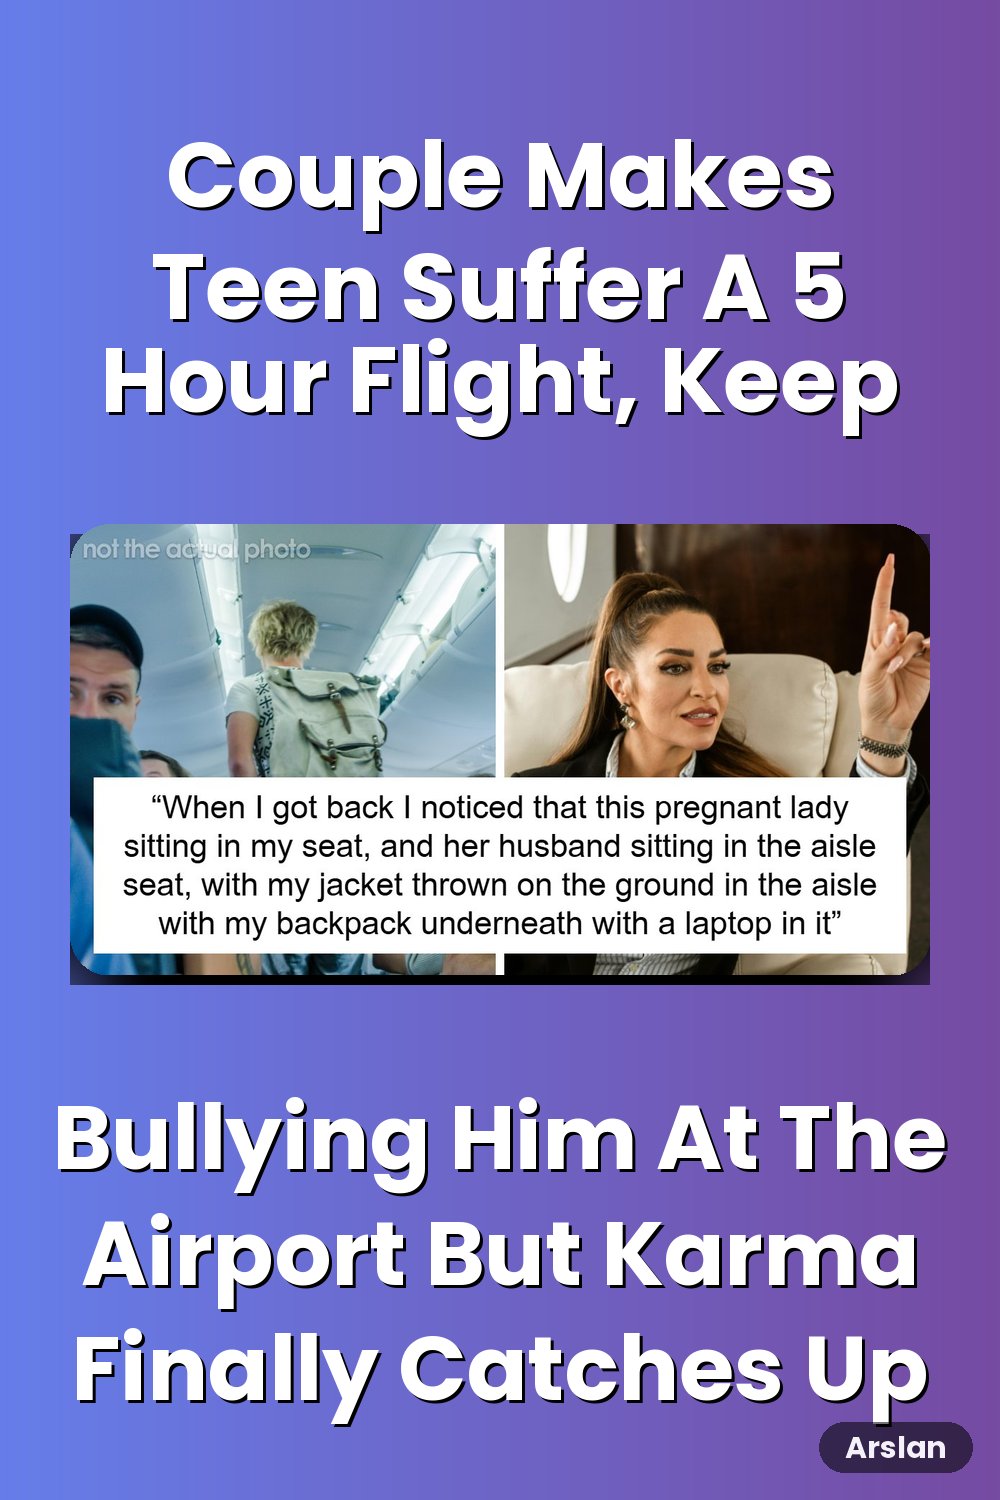 Couple Makes
Teen Suffer A 5
Hour Flight, Keep
not the actual photo
“When I got back I noticed that this pregnant lady
sitting in my seat, and her husband sitting in the aisle
seat, with my jacket thrown on the ground in the aisle
with my backpack underneath with a laptop in it”
Bullying Him At The
Airport But Karma
Finally Catches Up
Arslan